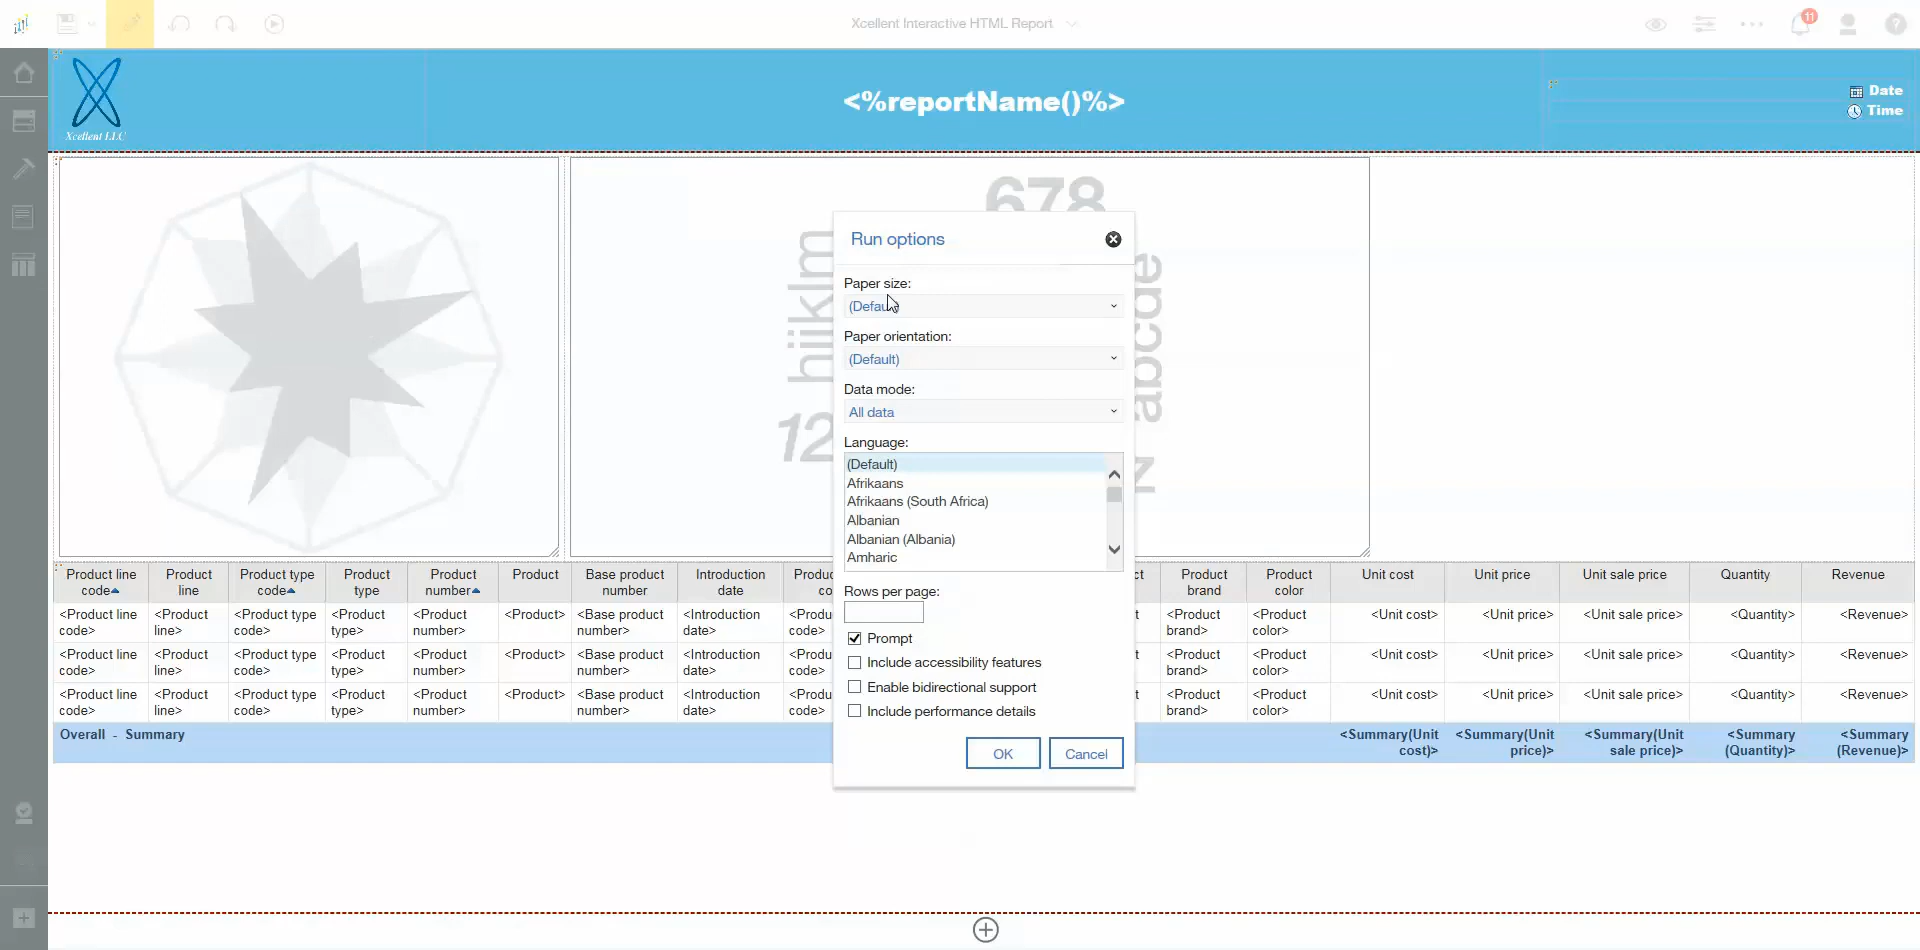 Xcellent Interactive HTML Report
11
Xcellent LLC
<%reportName()%>
Date
Time
678
hijklm
abcde
12
z
Run options
Paper size:
(Default)
Paper orientation:
(Default)
Data mode:
All data
Language:
(Default)
Afrikaans
Afrikaans (South Africa)
Albanian
Albanian (Albania)
Amharic
Rows per page:
Prompt
Include accessibility features
Enable bidirectional support
Include performance details
OK Cancel
Product line code Product line Product type code Product type Product number Product Base product number Introduction date Product brand Product color Unit cost Unit price Unit sale price Quantity Revenue
<Product line code> <Product line> <Product type code> <Product type> <Product number> <Product> <Base product number> <Introduction date> <Product brand> <Product color> <Unit cost> <Unit price> <Unit sale price> <Quantity> <Revenue>
<Product line code> <Product line> <Product type code> <Product type> <Product number> <Product> <Base product number> <Introduction date> <Product brand> <Product color> <Unit cost> <Unit price> <Unit sale price> <Quantity> <Revenue>
<Product line code> <Product line> <Product type code> <Product type> <Product number> <Product> <Base product number> <Introduction date> <Product brand> <Product color> <Unit cost> <Unit price> <Unit sale price> <Quantity> <Revenue>
Overall - Summary <Summary(Unit cost)> <Summary(Unit price)> <Summary(Unit sale price)> <Summary (Quantity)> <Summary (Revenue)>